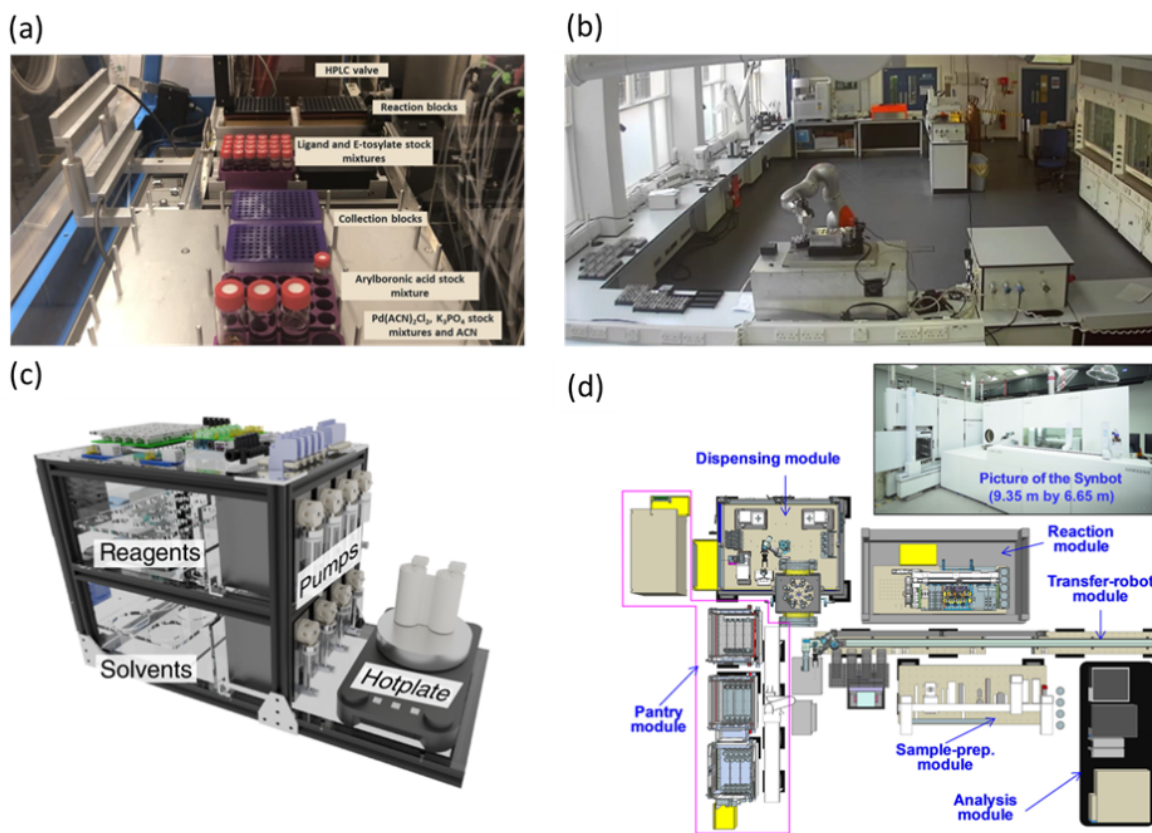 (a)
HPLC valve
Reaction blocks
Ligand and E-tosylate stock
mixtures
Collection blocks
Arylboronic acid stock
mixture
Pd(ACN)₂Cl₂, K₃PO₄ stock
mixtures and ACN
(b)
(c)
Reagents
Pumps
Solvents
Hotplate
(d)
Picture of the Synbot
(9.35 m by 6.65 m)
Dispensing module
Reaction
module
Transfer-robot
module
Pantry
module
Sample-prep.
module
Analysis
module